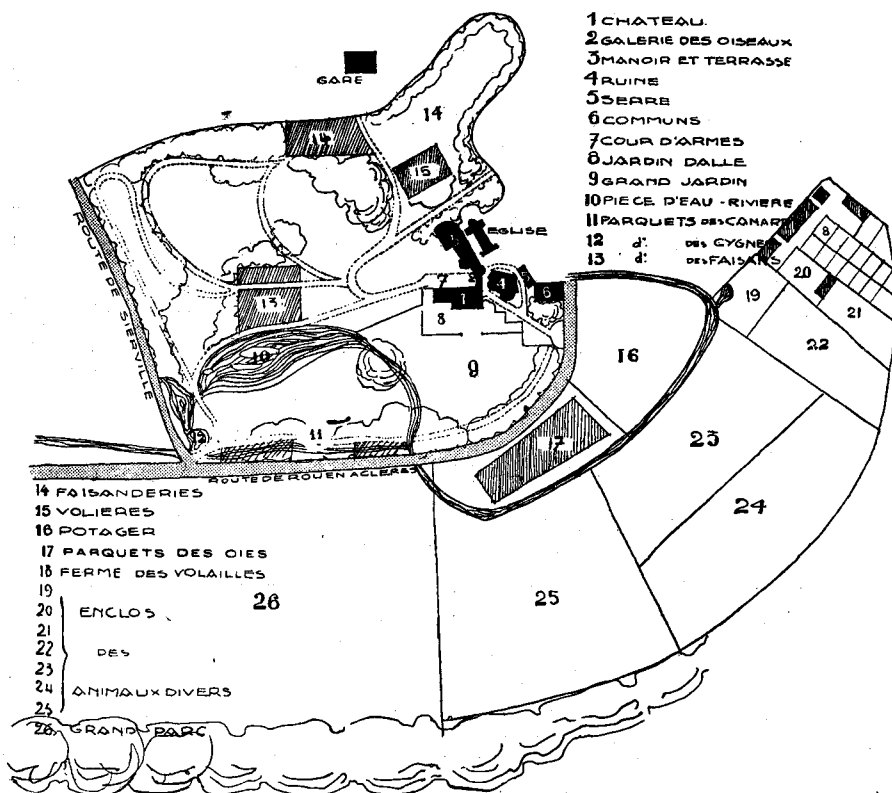 1 CHATEAU.
2 GALERIE DES OISEAUX
3 MANOIR ET TERRASSE
4 RUINE
5 SERRE
6 COMMUNS
7 COUR D'ARMES
8 JARDIN DALLE
9 GRAND JARDIN
10 PIECE D'EAU - RIVIERE
11 PARQUETS DES CANARD
12 d° DES CYGNE
13 d° DES FAISANS
GARE
14
14
15
EGLISE
ROUTE DE SIERVILLE
13
7
1
4
6
8
9
10
11
12
16
17
8
19
20
21
22
23
24
25
26
ROUTE DE ROUEN A CLERES
14 FAISANDERIES
15 VOLIERES
16 POTAGER
17 PARQUETS DES OIES
18 FERME DES VOLAILLES
19
20 ENCLOS
21
22 DES
23
24 ANIMAUX DIVERS
25
26 GRAND PARC